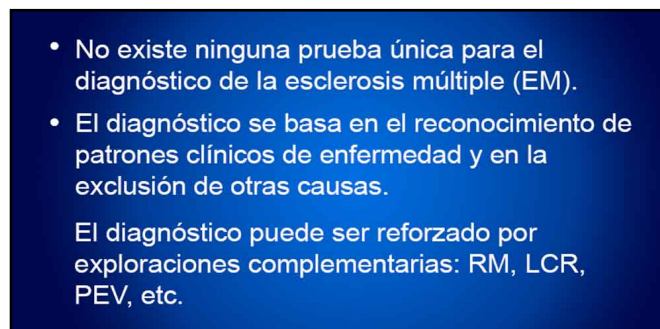 • No existe ninguna prueba única para el
diagnóstico de la esclerosis múltiple (EM).
• El diagnóstico se basa en el reconocimiento de
patrones clínicos de enfermedad y en la
exclusión de otras causas.
El diagnóstico puede ser reforzado por
exploraciones complementarias: RM, LCR,
PEV, etc.